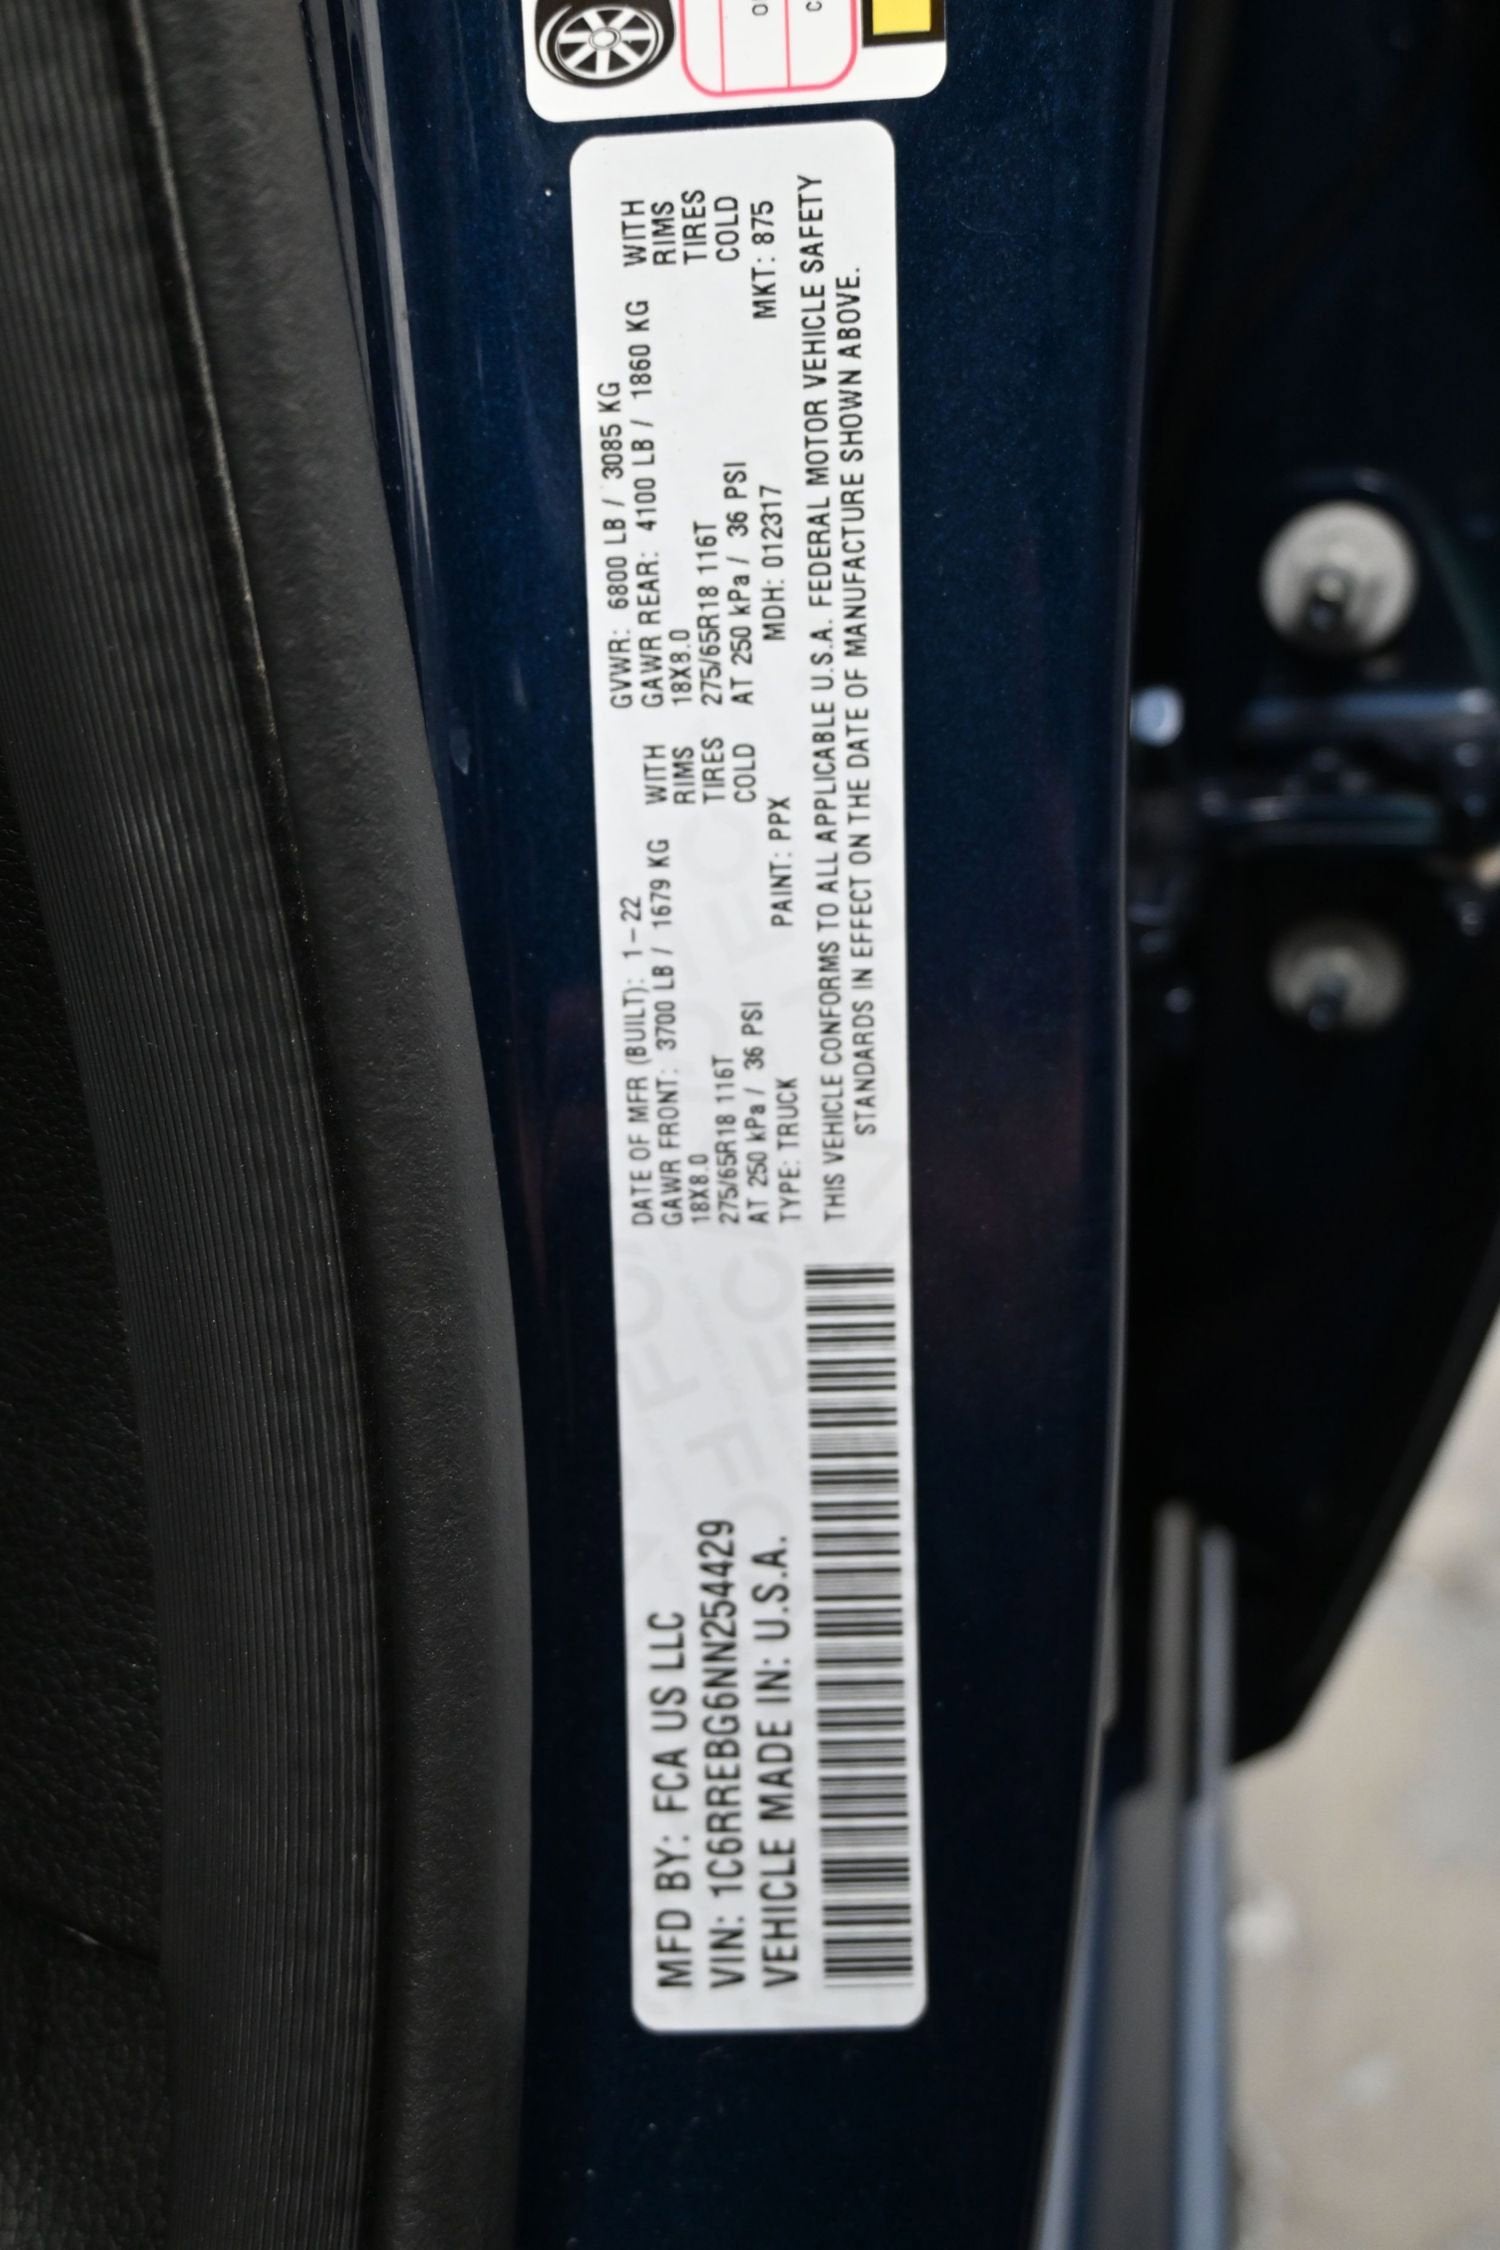 MFD BY: FCA US LLC
VIN: 1C6RREBG6NN254429
VEHICLE MADE IN: U.S.A.
DATE OF MFR (BUILT): 1-22 GVWR: 6800 LB / 3085 KG
GAWR FRONT: 3700 LB / 1679 KG WITH GAWR REAR: 4100 LB / 1860 KG WITH
18X8.0 RIMS 18X8.0 RIMS
275/65R18 116T TIRES 275/65R18 116T TIRES
AT 250 kPa / 36 PSI COLD AT 250 kPa / 36 PSI COLD
TYPE: TRUCK PAINT: PPX MDH: 012317 MKT: 875
THIS VEHICLE CONFORMS TO ALL APPLICABLE U.S.A. FEDERAL MOTOR VEHICLE SAFETY
STANDARDS IN EFFECT ON THE DATE OF MANUFACTURE SHOWN ABOVE.